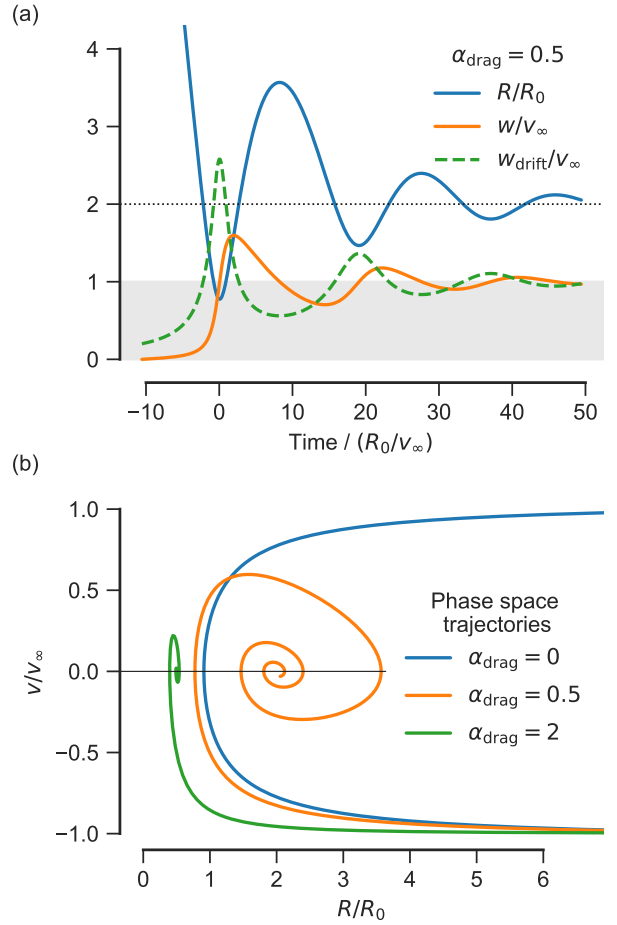 (a)
α_drag = 0.5
R/R₀
w/v∞
w_drift/v∞
4
3
2
1
0
−10 0 10 20 30 40 50
Time / (R₀/v∞)
(b)
1.0
0.5
0.0
−0.5
−1.0
v/v∞
Phase space
trajectories
α_drag = 0
α_drag = 0.5
α_drag = 2
0 1 2 3 4 5 6
R/R₀